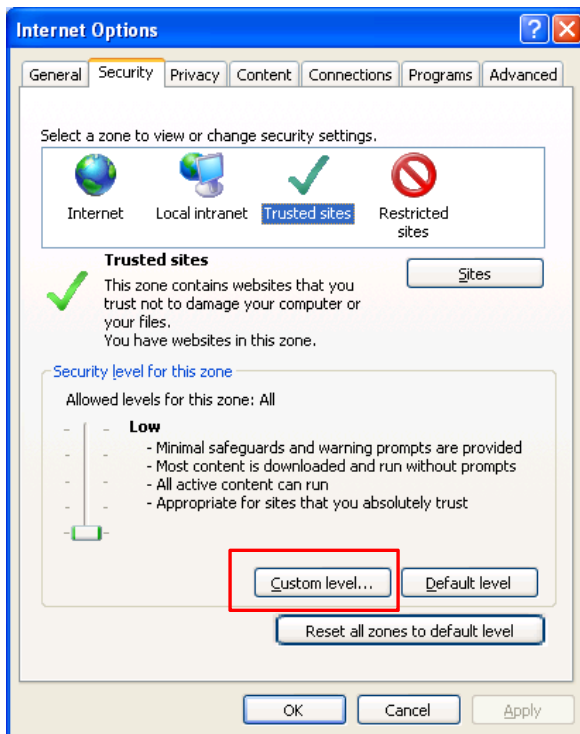 Internet Options
General Security Privacy Content Connections Programs Advanced
Select a zone to view or change security settings.
Internet Local intranet Trusted sites Restricted
sites
Trusted sites
Sites
This zone contains websites that you
trust not to damage your computer or
your files.
You have websites in this zone.
Security level for this zone
Allowed levels for this zone: All
Low
- Minimal safeguards and warning prompts are provided
- Most content is downloaded and run without prompts
- All active content can run
- Appropriate for sites that you absolutely trust
Custom level... Default level
Reset all zones to default level
OK Cancel Apply